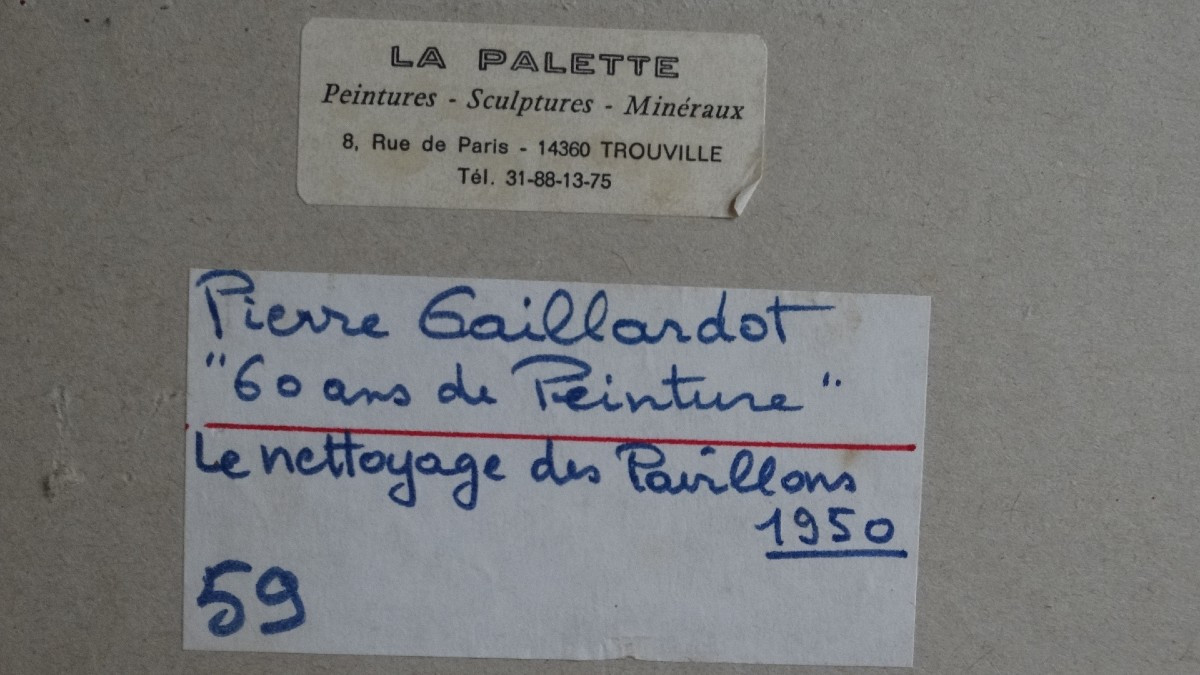 LA PALETTE
Peintures - Sculptures - Minéraux
8, Rue de Paris - 14360 TROUVILLE
Tél. 31-88-13-75
Pierre Gaillardot
"60 ans de Peinture"
Le nettoyage des Pavillons
1950
59